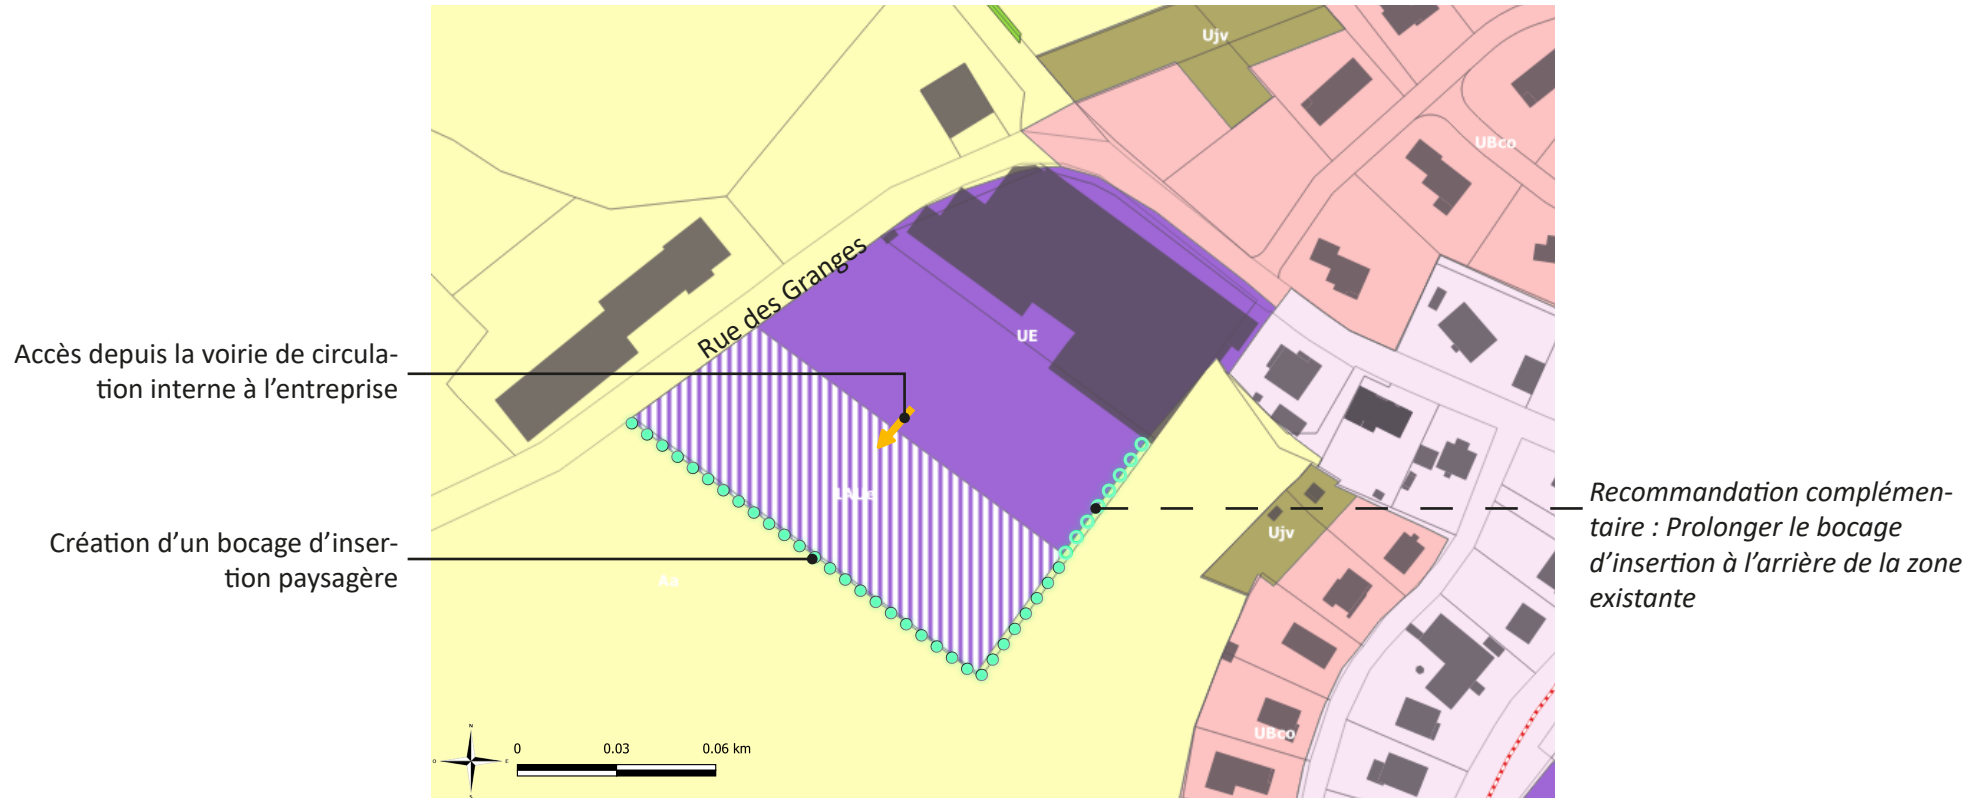 Ujv
UBco
Rue des Granges
UE
Accès depuis la voirie de circula-
tion interne à l'entreprise
1AUe
Recommandation complémen-
taire : Prolonger le bocage
d'insertion à l'arrière de la zone
existante
Ujv
Création d'un bocage d'inser-
tion paysagère
Aa
UBco
N
O
E
S
0 0.03 0.06 km